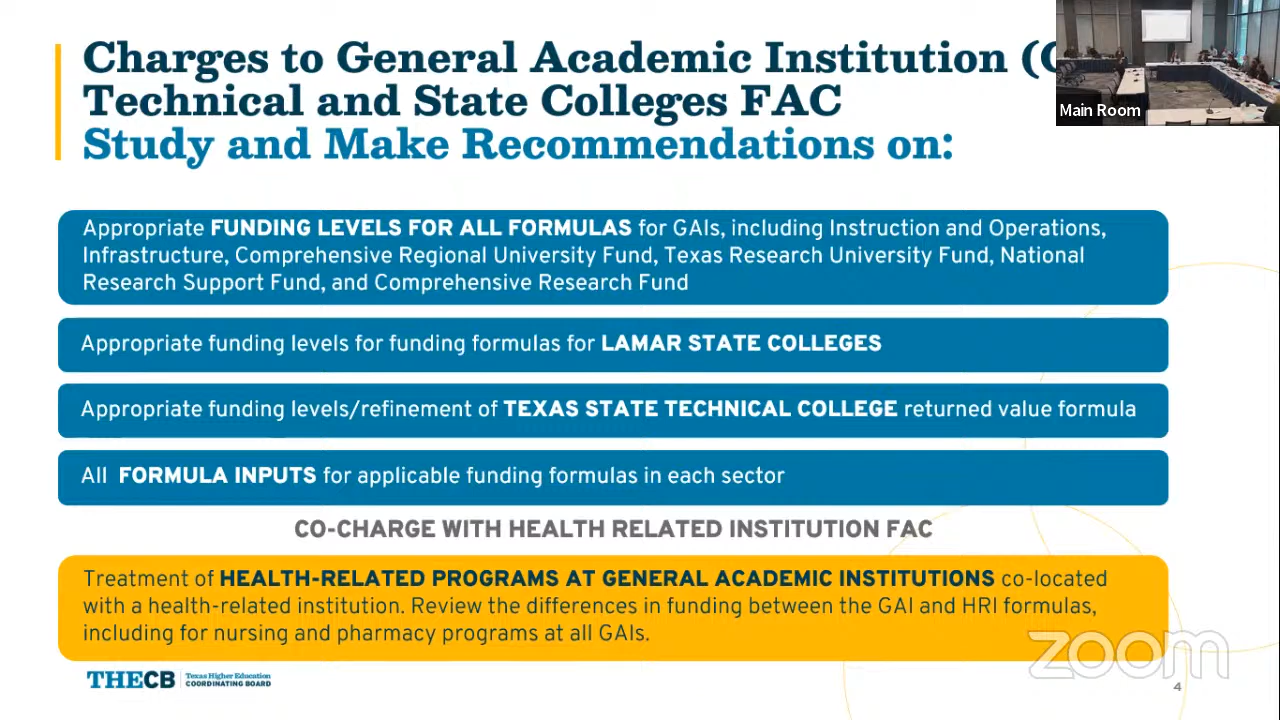 Charges to General Academic Institution (
Technical and State Colleges FAC
Study and Make Recommendations on:
Main Room
Appropriate FUNDING LEVELS FOR ALL FORMULAS for GAIs, including Instruction and Operations,
Infrastructure, Comprehensive Regional University Fund, Texas Research University Fund, National
Research Support Fund, and Comprehensive Research Fund
Appropriate funding levels for funding formulas for LAMAR STATE COLLEGES
Appropriate funding levels/refinement of TEXAS STATE TECHNICAL COLLEGE returned value formula
All FORMULA INPUTS for applicable funding formulas in each sector
CO-CHARGE WITH HEALTH RELATED INSTITUTION FAC
Treatment of HEALTH-RELATED PROGRAMS AT GENERAL ACADEMIC INSTITUTIONS co-located
with a health-related institution. Review the differences in funding between the GAI and HRI formulas,
including for nursing and pharmacy programs at all GAIs.
zoom
THECB
Texas Higher Education
COORDINATING BOARD
4